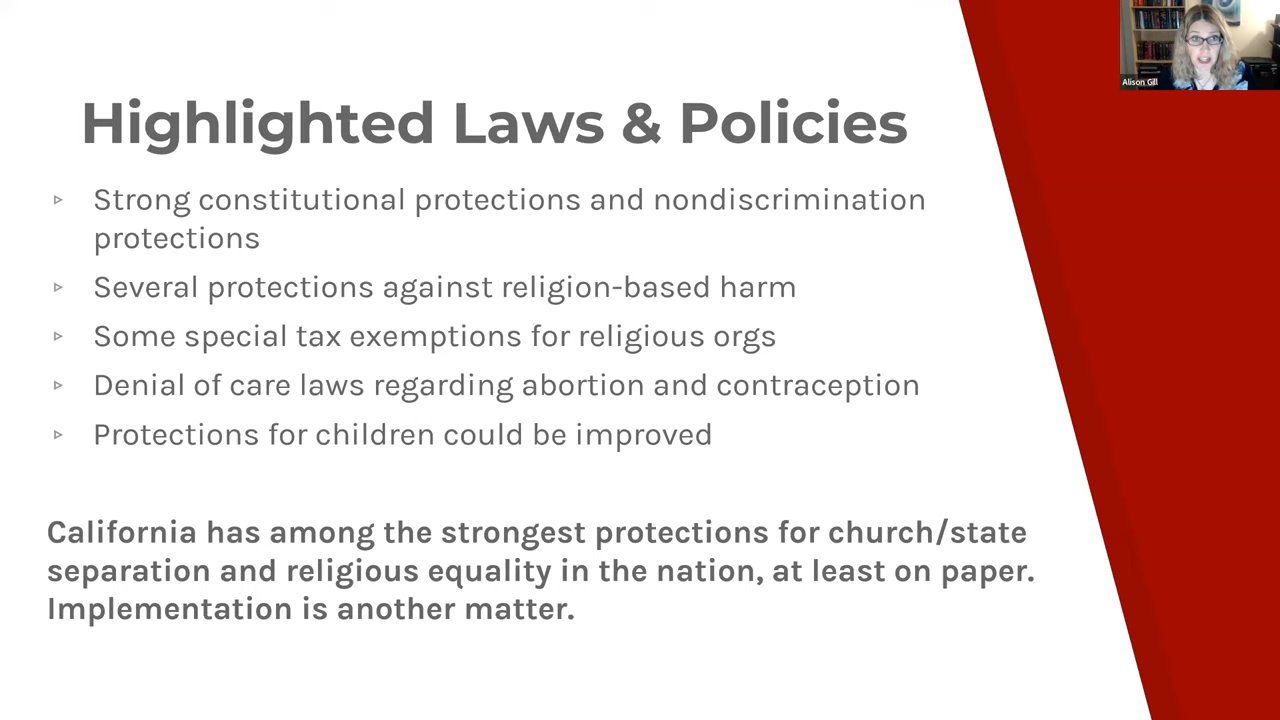 Alison Gill
Highlighted Laws & Policies
Strong constitutional protections and nondiscrimination
protections
Several protections against religion-based harm
Some special tax exemptions for religious orgs
Denial of care laws regarding abortion and contraception
Protections for children could be improved
California has among the strongest protections for church/state
separation and religious equality in the nation, at least on paper.
Implementation is another matter.